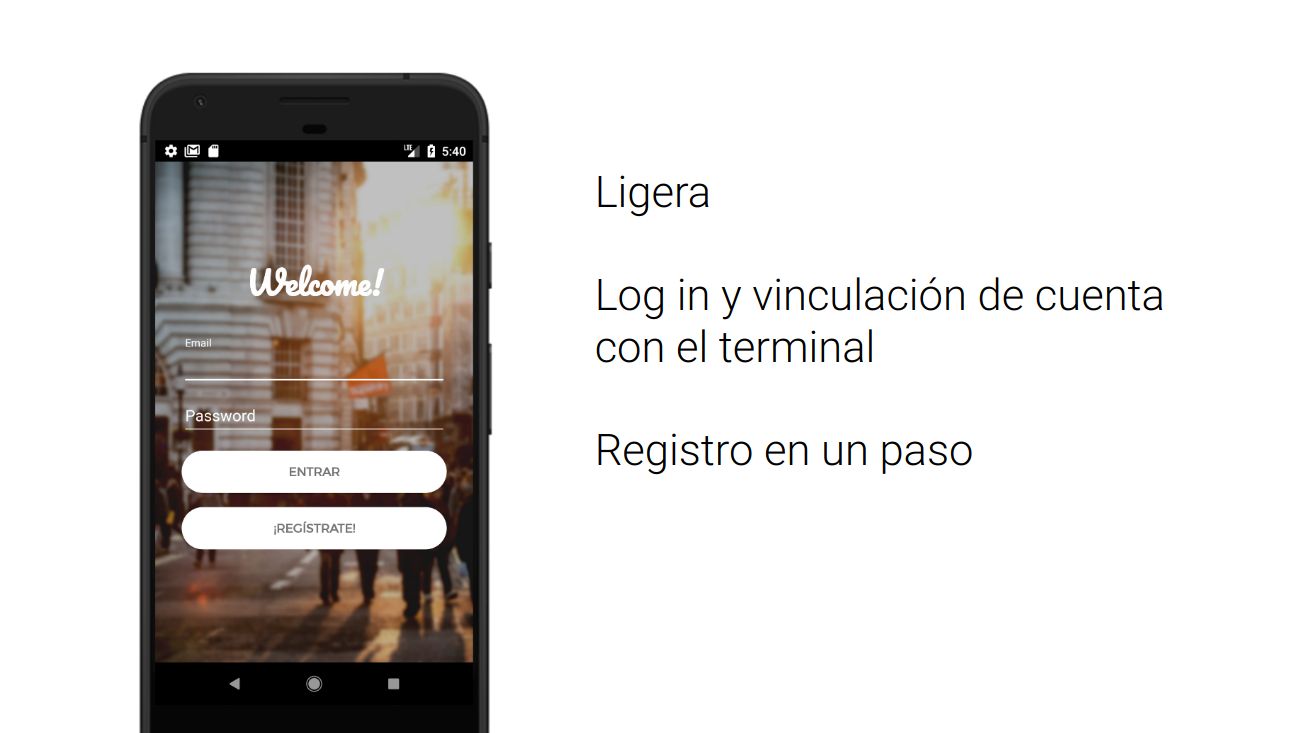 LTE 5:40
Welcome!
Email
Password
ENTRAR
¡REGÍSTRATE!
Ligera
Log in y vinculación de cuenta
con el terminal
Registro en un paso